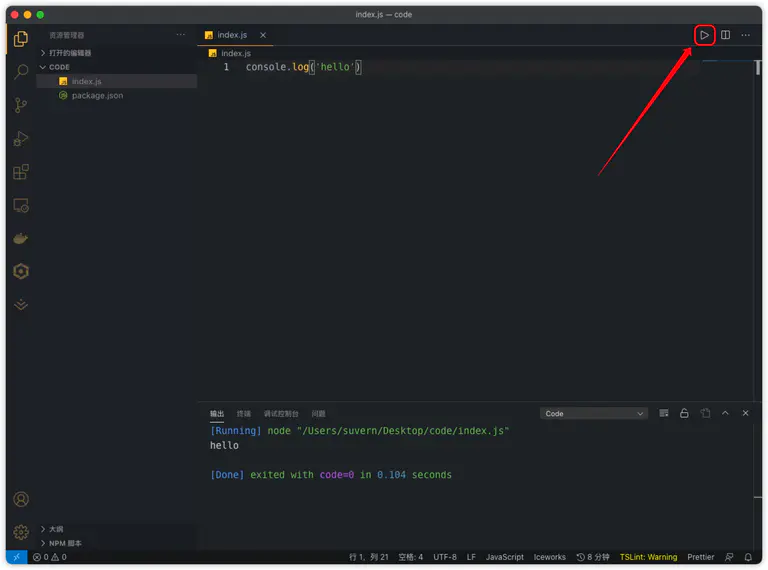 index.js — code
资源管理器
index.js
打开的编辑器
index.js
CODE
1 console.log('hello')
index.js
package.json
输出 终端 调试控制台 问题 Code
[Running] node "/Users/suvern/Desktop/code/index.js"
hello
[Done] exited with code=0 in 0.104 seconds
大纲
NPM 脚本
0 0 行 1，列 21 空格: 4 UTF-8 LF JavaScript Iceworks 8 分钟 TSLint: Warning Prettier